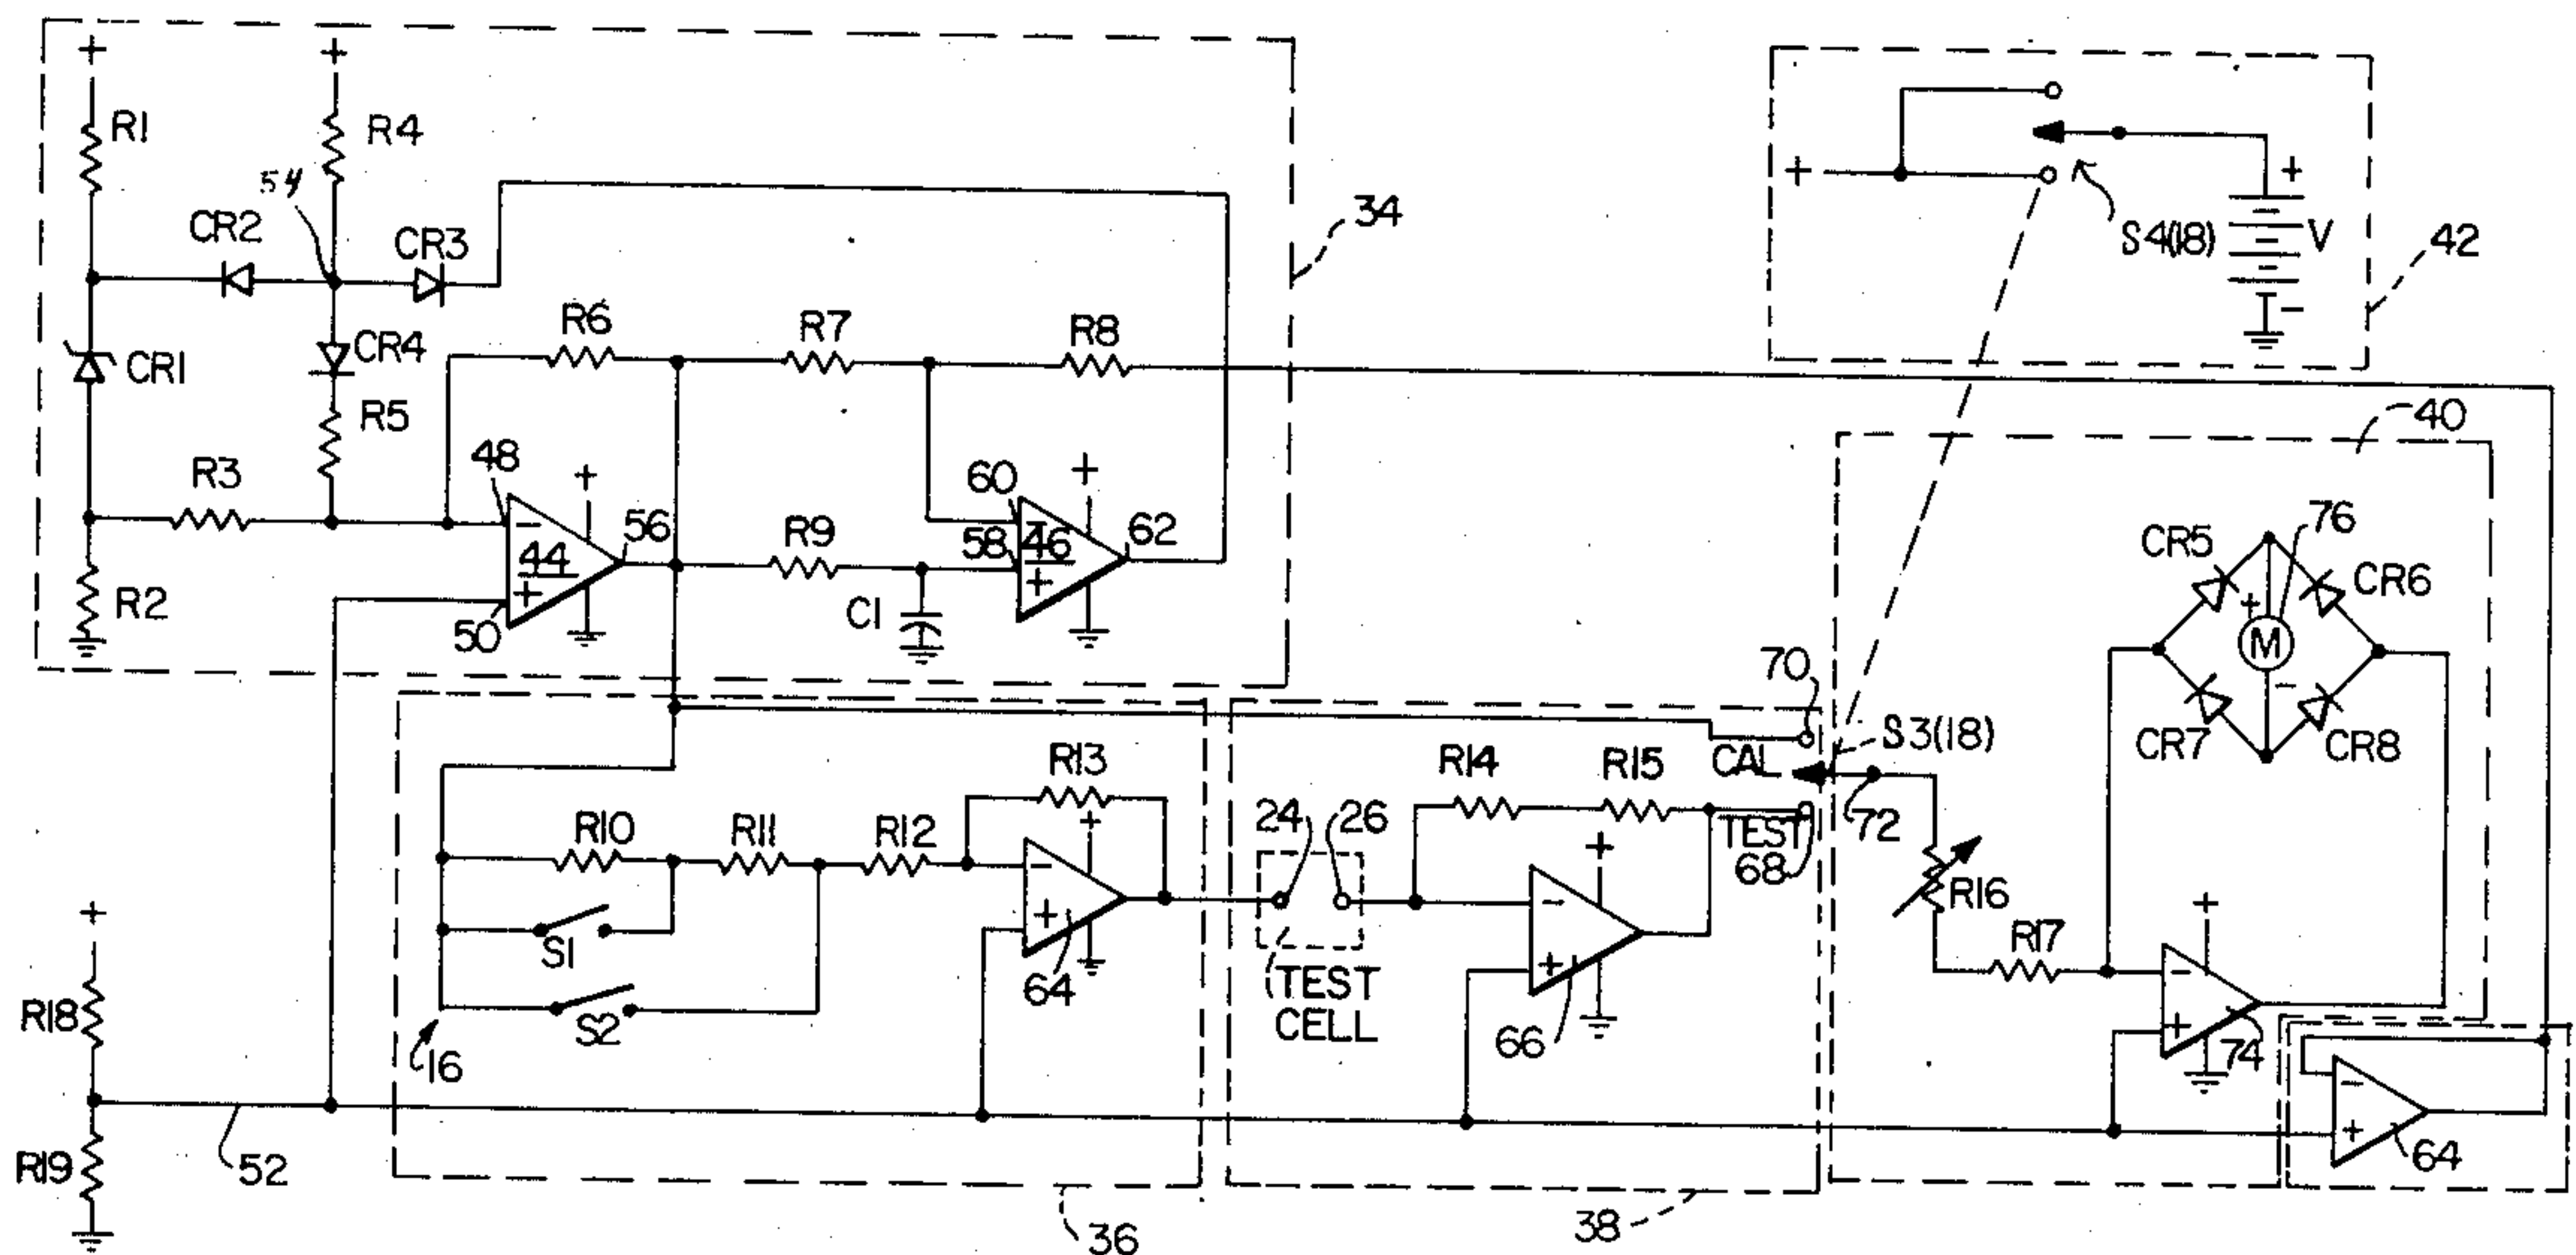 +
+
R1
R4
54
CR2
CR3
34
S4(18)
+
+
V
42
-
R6
R7
R8
CR4
CR1
R5
40
R3
48
+
60
+
62
76
-
44
56
R9
58
-
46
+
+
CR5
CR6
R2
50
C1
+
M
-
70
CR7
CR8
S3(18)
R13
R14
R15
CAL
+
24
26
72
R10
R11
R12
-
TEST
68
+
R16
S1
+
64
-
R17
+
+
TEST
CELL
+
66
-
R18
S2
+
74
16
-
R19
52
+
64
36
38